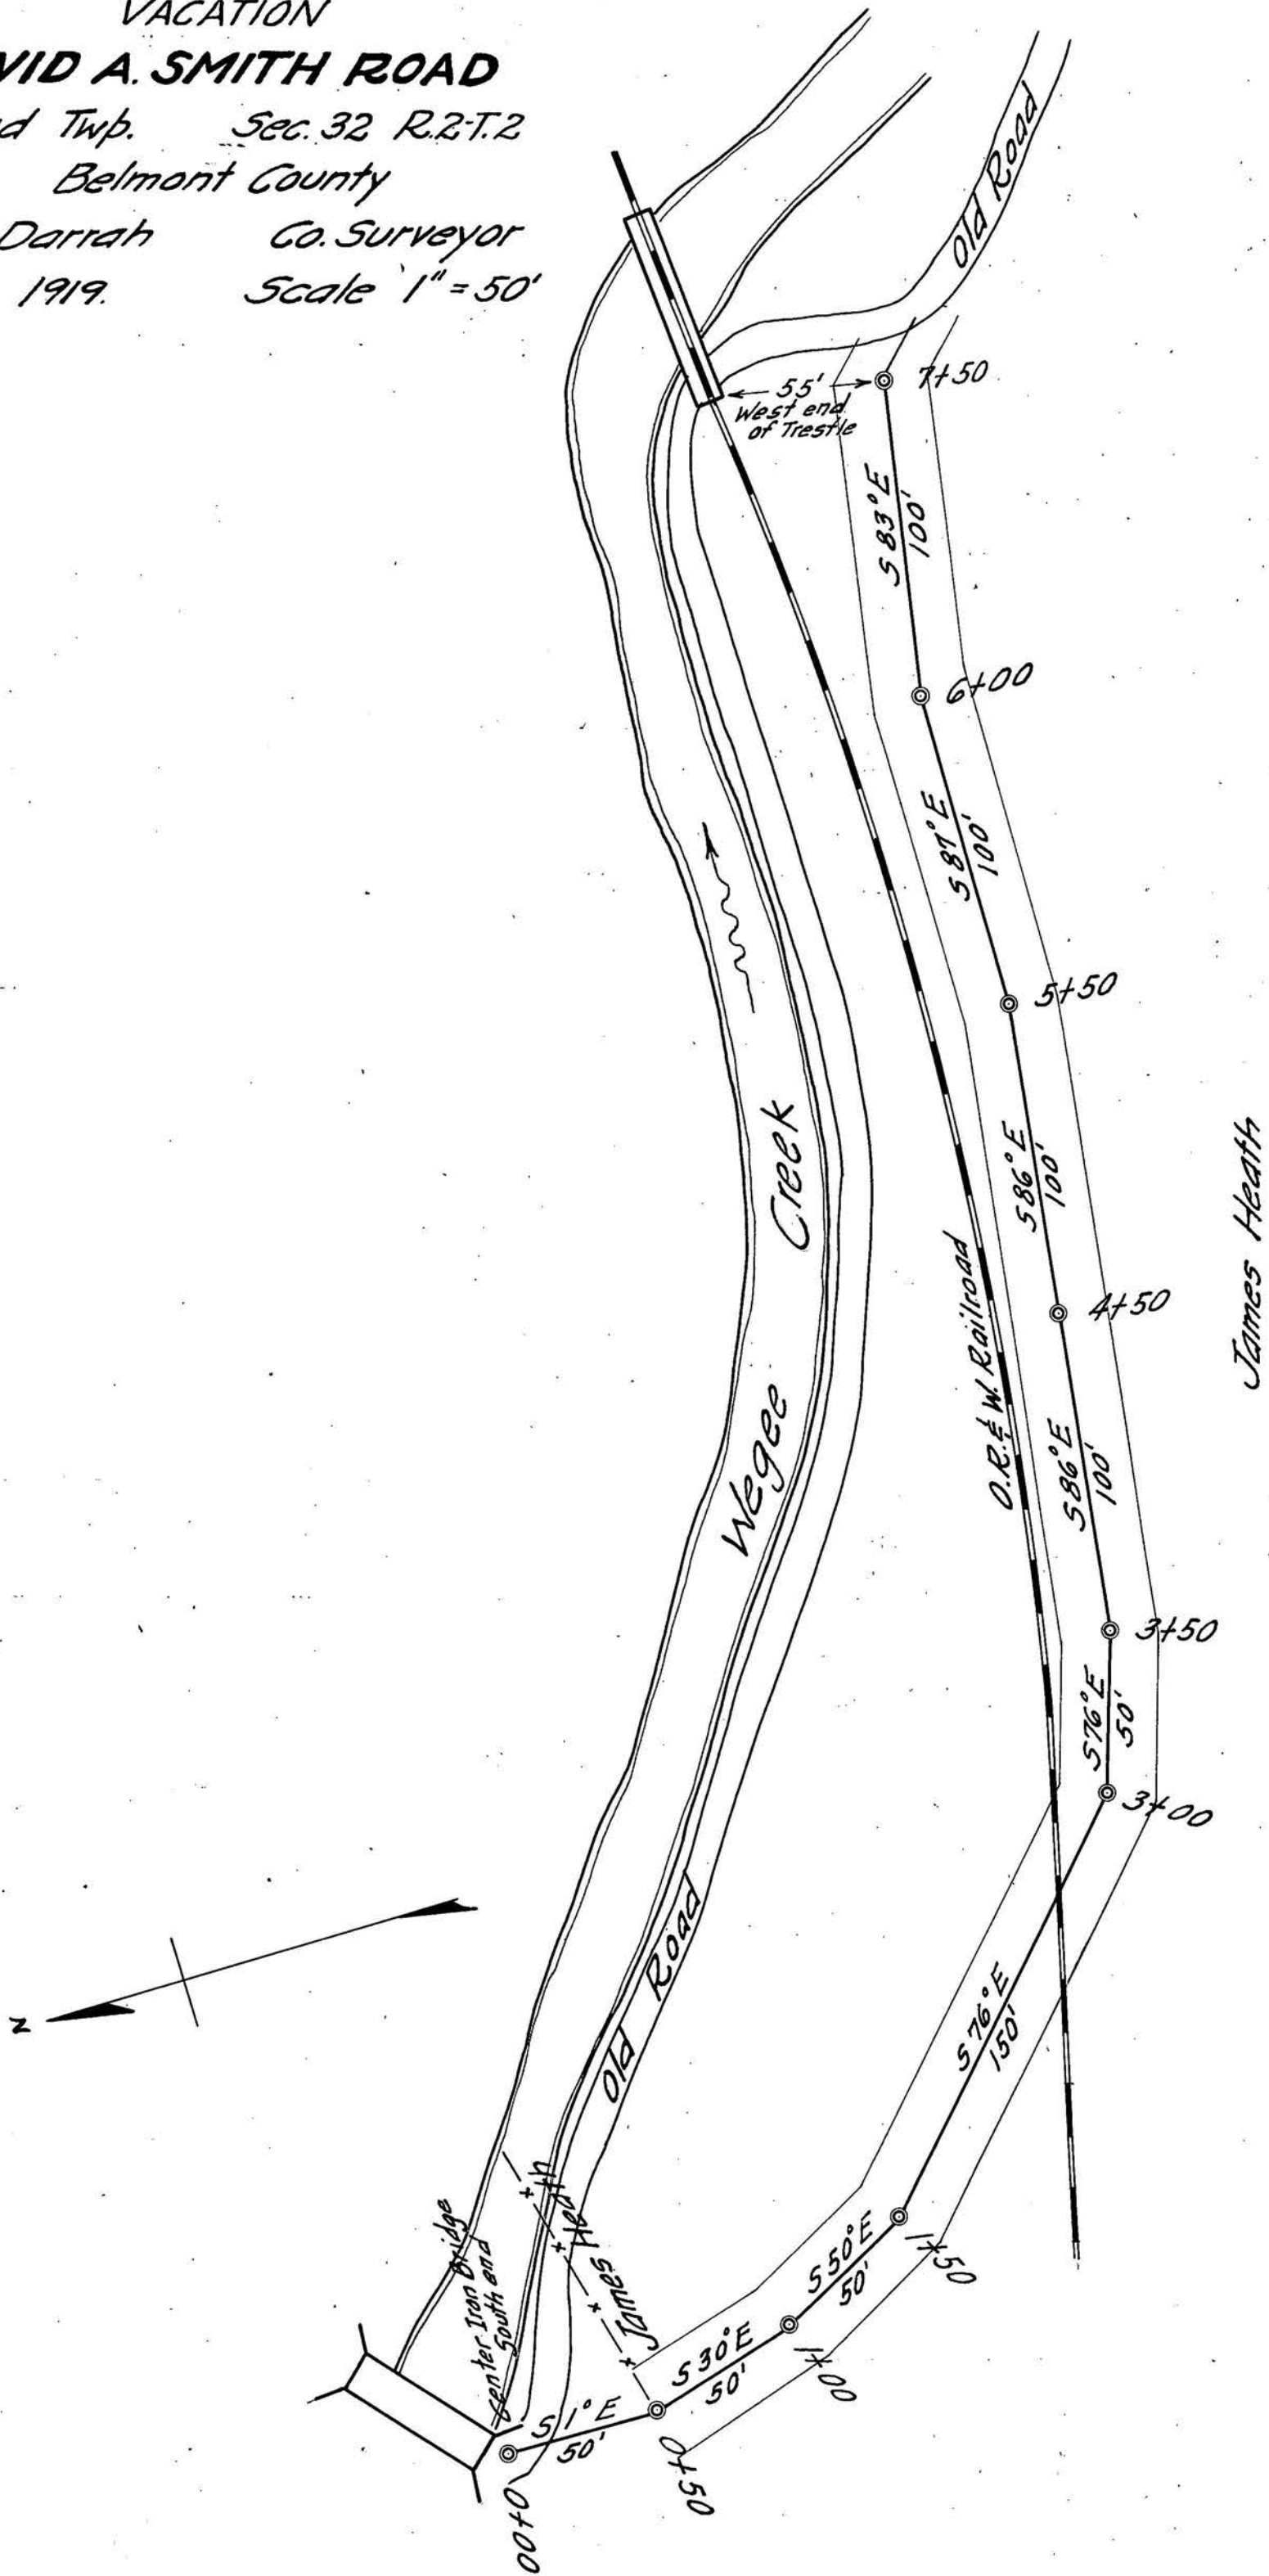 VACATION
VID A. SMITH ROAD
d Twp. Sec. 32 R.2-T.2
Belmont County
Darrah Co. Surveyor
1919. Scale 1" = 50'
Old Road
55'
West end
of Trestle
7+50
S 83° E
100'
6+00
S 87° E
100'
5+50
S 86° E
100'
4+50
Wegee Creek
O.R. & W. Railroad
James Heath
S 86° E
100'
3+50
S 76° E
50'
3+00
N
Old Road
S 76° E
150'
1+50
S 50° E
50'
1+00
James Heath
S 30° E
50'
0+50
Center Iron Bridge
South end
S 1° E
50'
0+00